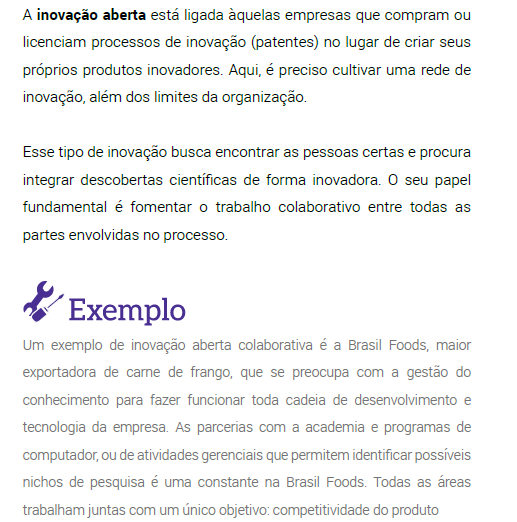 A inovação aberta está ligada àquelas empresas que compram ou
licenciam processos de inovação (patentes) no lugar de criar seus
próprios produtos inovadores. Aqui, é preciso cultivar uma rede de
inovação, além dos limites da organização.
Esse tipo de inovação busca encontrar as pessoas certas e procura
integrar descobertas científicas de forma inovadora. O seu papel
fundamental é fomentar o trabalho colaborativo entre todas as
partes envolvidas no processo.
Exemplo
Um exemplo de inovação aberta colaborativa é a Brasil Foods, maior
exportadora de carne de frango, que se preocupa com a gestão do
conhecimento para fazer funcionar toda cadeia de desenvolvimento e
tecnologia da empresa. As parcerias com a academia e programas de
computador, ou de atividades gerenciais que permitem identificar possíveis
nichos de pesquisa é uma constante na Brasil Foods. Todas as áreas
trabalham juntas com um único objetivo: competitividade do produto